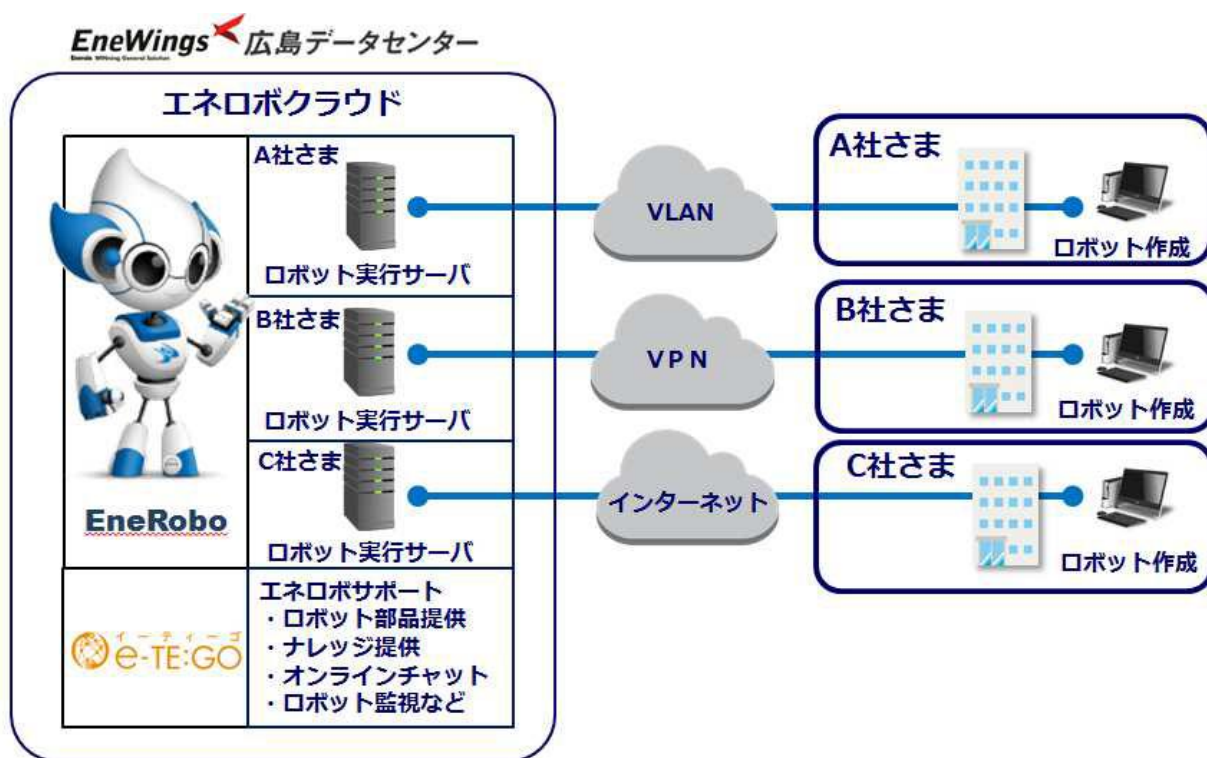 EneWings 広島データセンター
エネロボクラウド
A社さま
ロボット実行サーバ
B社さま
ロボット実行サーバ
C社さま
ロボット実行サーバ
EneRobo
イーティーゴ
e-TE:GO
エネロボサポート
・ロボット部品提供
・ナレッジ提供
・オンラインチャット
・ロボット監視など
VLAN
VPN
インターネット
A社さま
ロボット作成
B社さま
ロボット作成
C社さま
ロボット作成